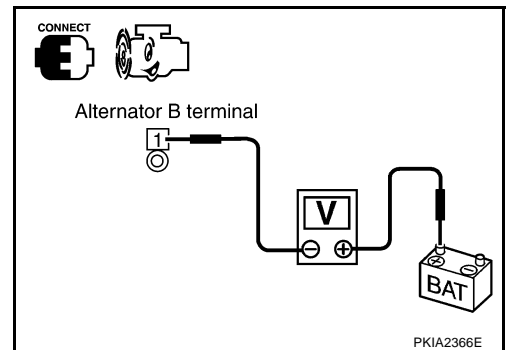 CONNECT
Alternator B terminal
1
V
BAT
PKIA2366E